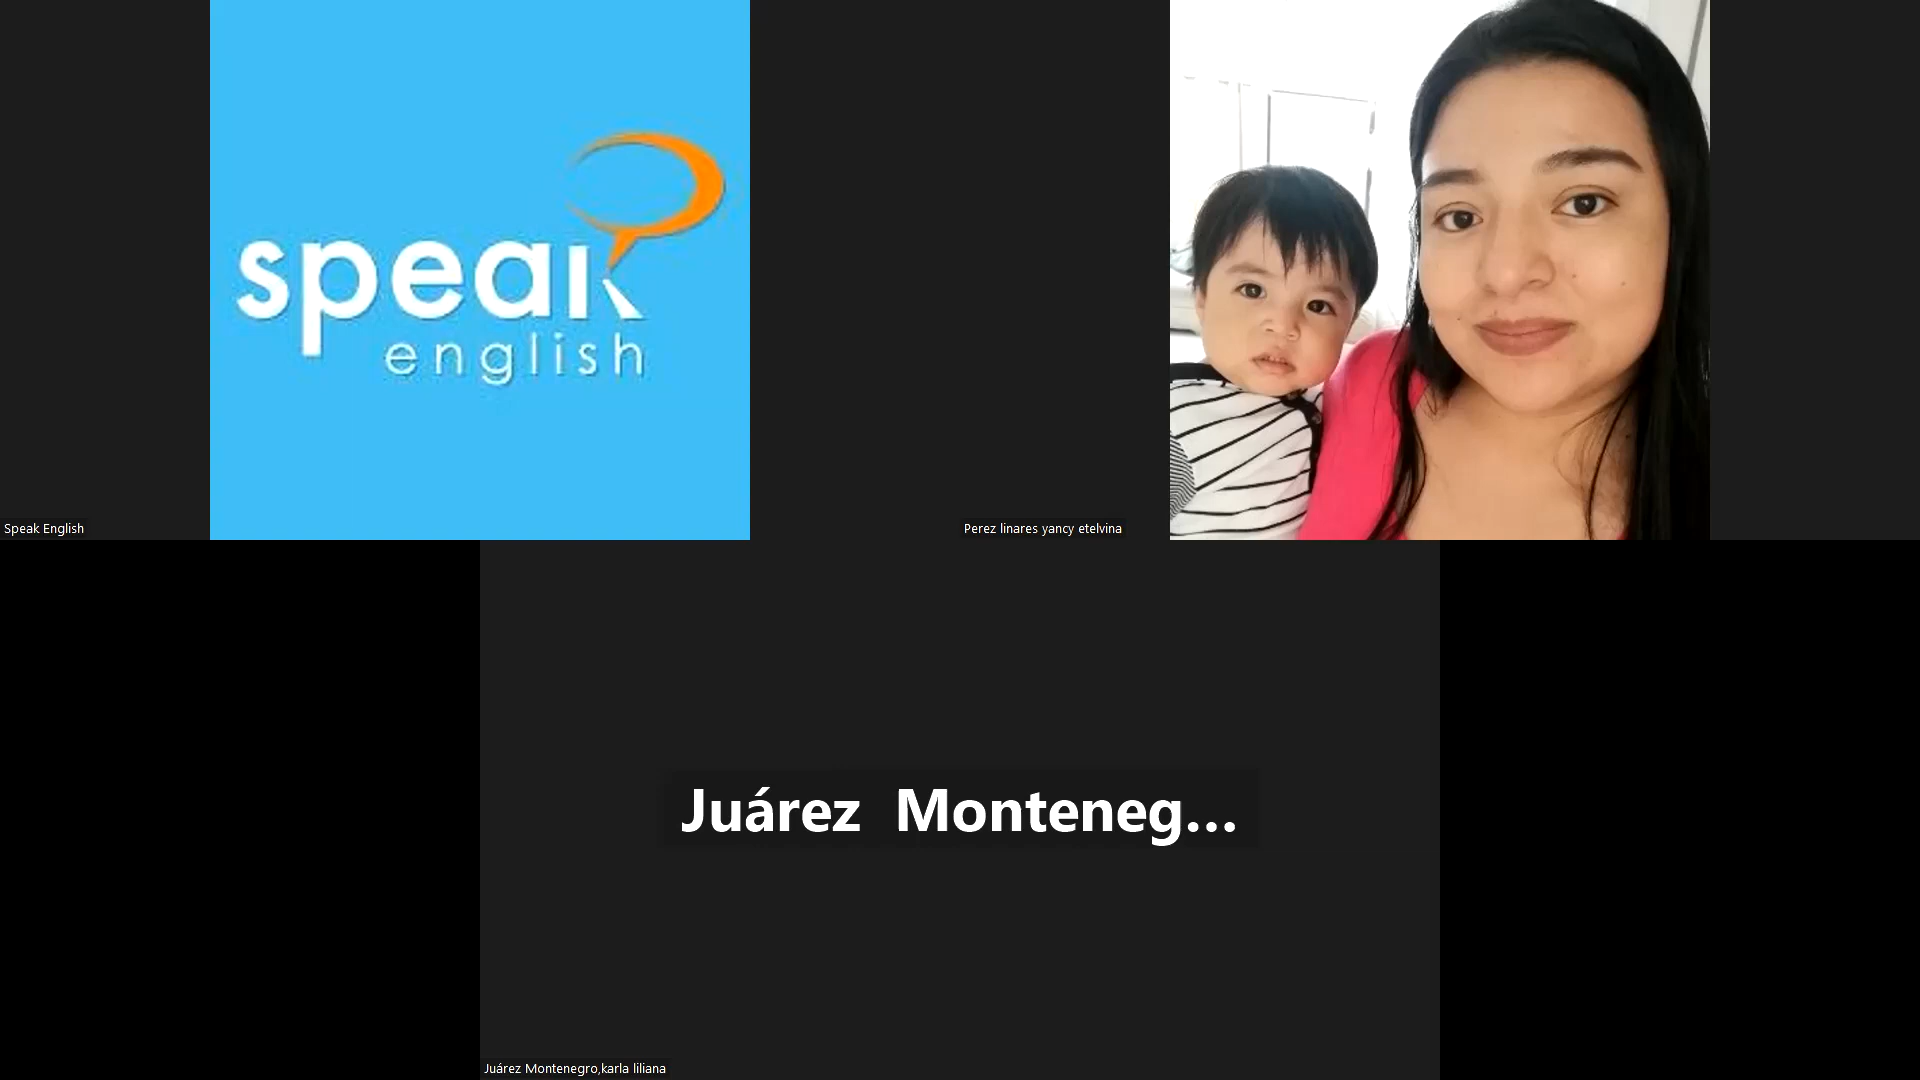 speak
english
Speak English
Perez linares yancy etelvina
Juárez  Monteneg...
Juárez Montenegro,karla liliana